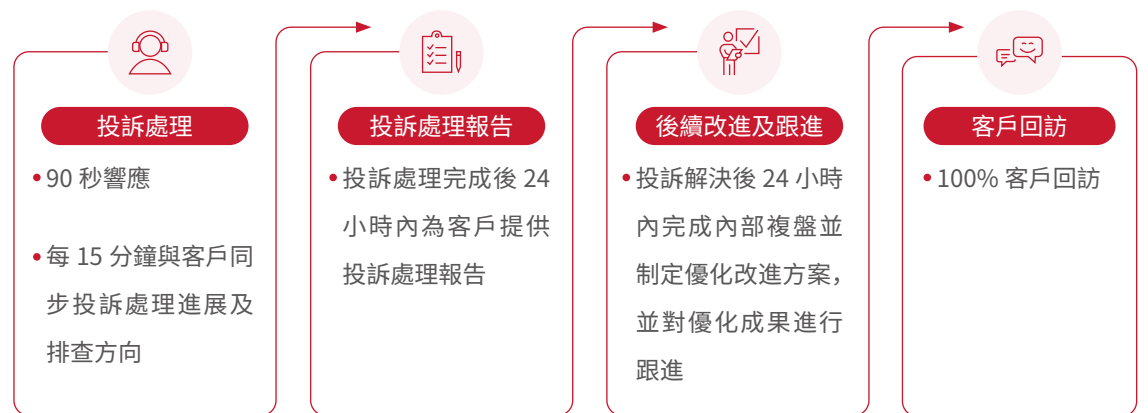 投訴處理
•90 秒響應
•每 15 分鐘與客戶同
步投訴處理進展及
排查方向
投訴處理報告
•投訴處理完成後 24
小時內為客戶提供
投訴處理報告
後續改進及跟進
•投訴解決後 24 小時
內完成內部複盤並
制定優化改進方案，
並對優化成果進行
跟進
客戶回訪
•100% 客戶回訪